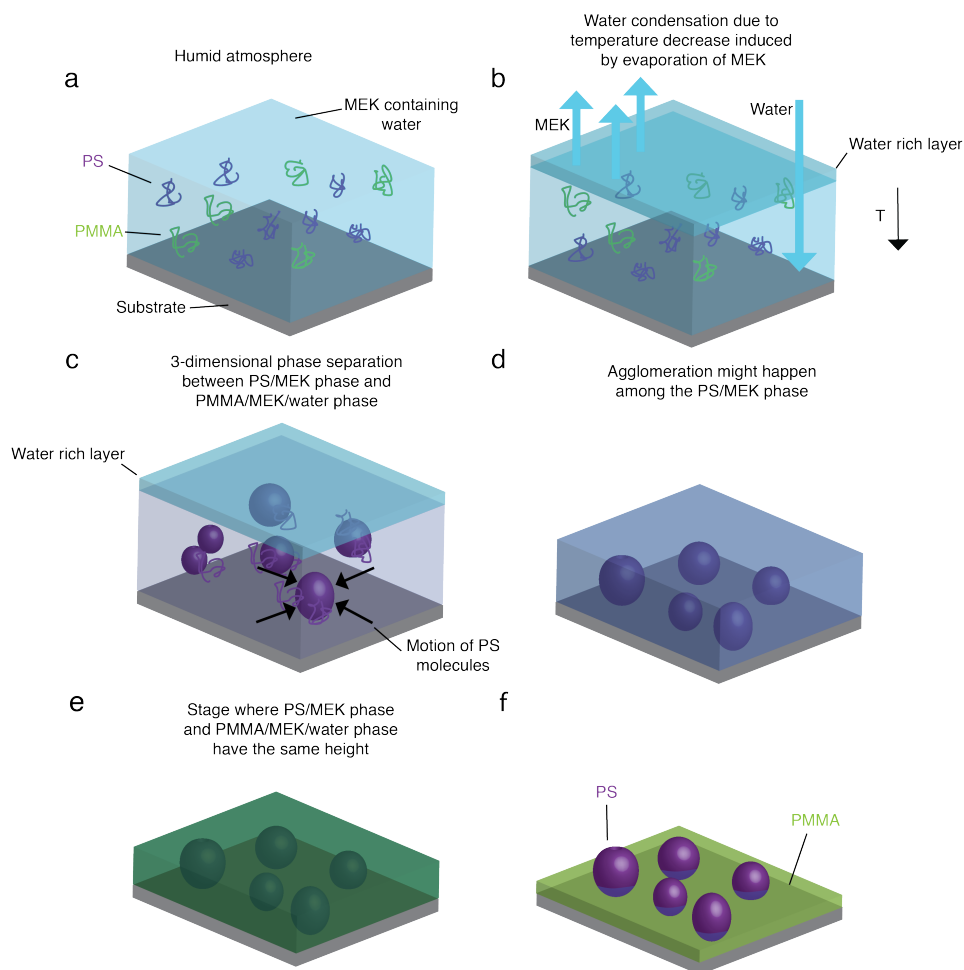 a
Humid atmosphere
MEK containing
water
PS
PMMA
Substrate
b
Water condensation due to
temperature decrease induced
by evaporation of MEK
MEK
Water
Water rich layer
T
c
3-dimensional phase separation
between PS/MEK phase and
PMMA/MEK/water phase
Water rich layer
Motion of PS
molecules
d
Agglomeration might happen
among the PS/MEK phase
e
Stage where PS/MEK phase
and PMMA/MEK/water phase
have the same height
f
PS
PMMA